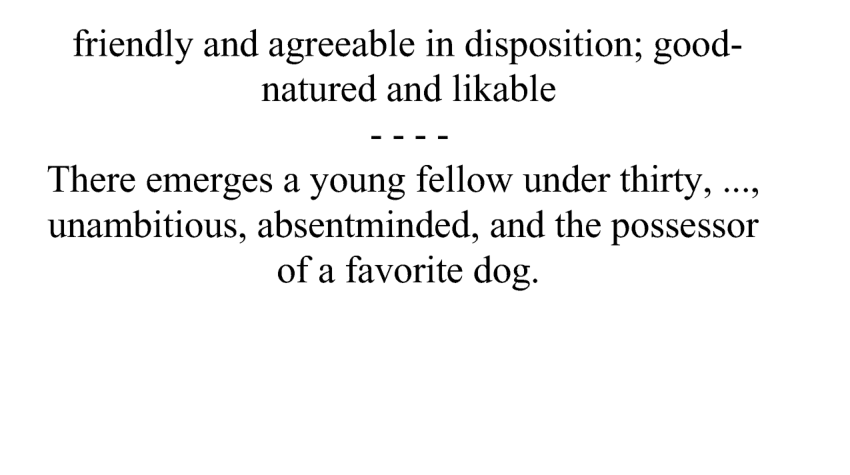 friendly and agreeable in disposition; good-
natured and likable
- - - -
There emerges a young fellow under thirty, ...,
unambitious, absentminded, and the possessor
of a favorite dog.